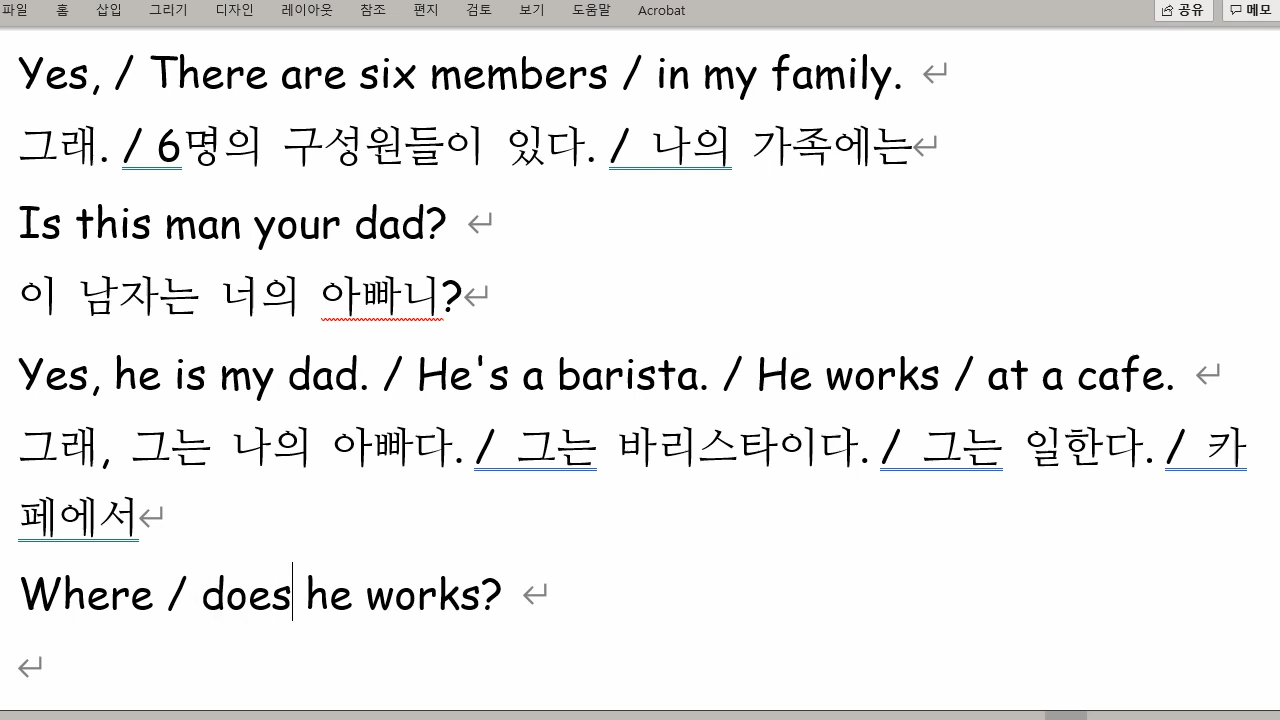 파일 홈 삽입 그리기 디자인 레이아웃 참조 편지 검토 보기 도움말 Acrobat 공유 메모
Yes, / There are six members / in my family.
그래. / 6명의 구성원들이 있다. / 나의 가족에는
Is this man your dad?
이 남자는 너의 아빠니?
Yes, he is my dad. / He's a barista. / He works / at a cafe.
그래, 그는 나의 아빠다. / 그는 바리스타이다. / 그는 일한다. / 카
페에서
Where / does he works?